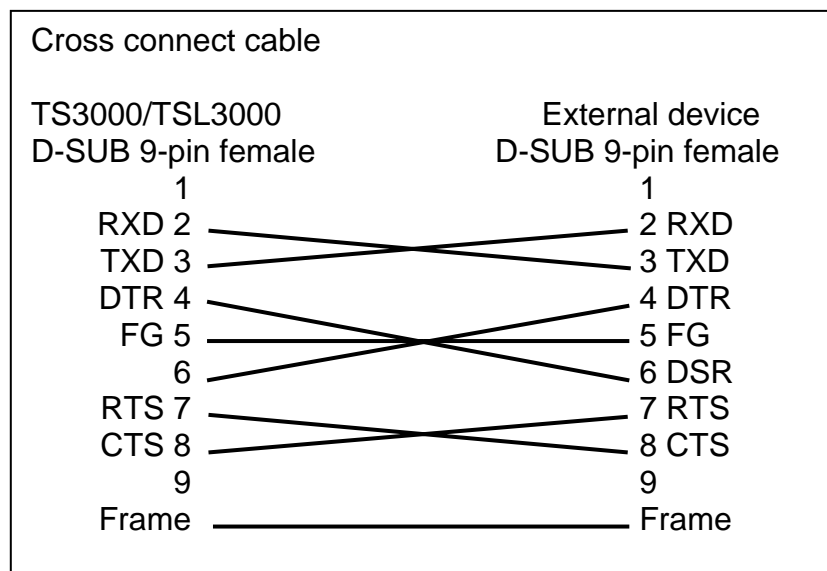 Cross connect cable
TS3000/TSL3000 External device
D-SUB 9-pin female D-SUB 9-pin female
1 1
RXD 2 2 RXD
TXD 3 3 TXD
DTR 4 4 DTR
FG 5 5 FG
6 6 DSR
RTS 7 7 RTS
CTS 8 8 CTS
9 9
Frame Frame